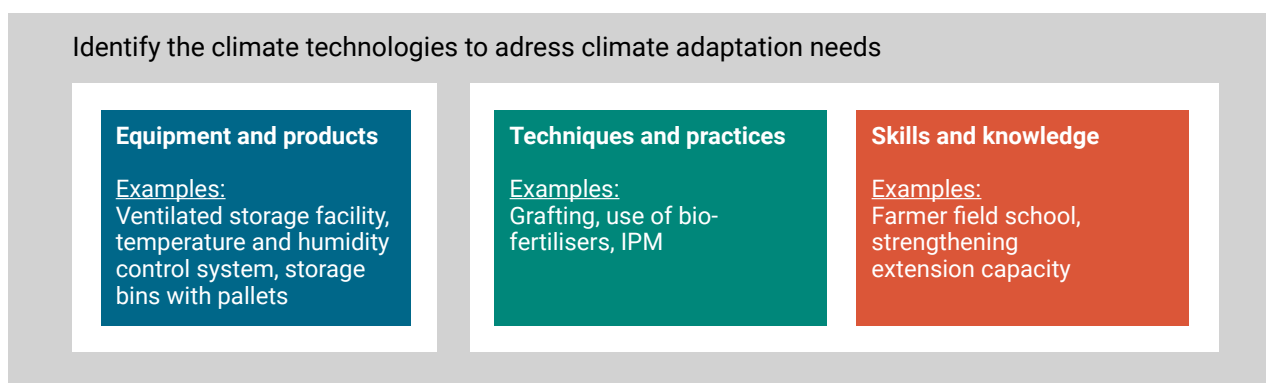 Identify the climate technologies to adress climate adaptation needs
Equipment and products
Examples:
Ventilated storage facility,
temperature and humidity
control system, storage
bins with pallets
Techniques and practices
Examples:
Grafting, use of bio-
fertilisers, IPM
Skills and knowledge
Examples:
Farmer field school,
strengthening
extension capacity